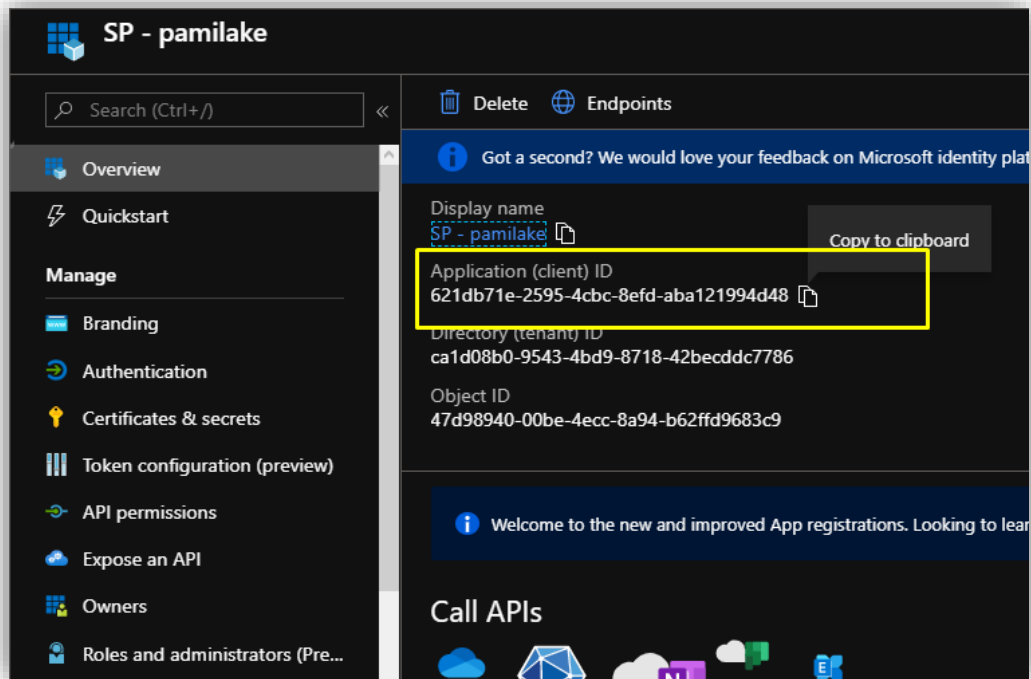 SP - pamilake
Search (Ctrl+/)
«
Overview
Quickstart
Manage
Branding
Authentication
Certificates & secrets
Token configuration (preview)
API permissions
Expose an API
Owners
Roles and administrators (Pre...
Delete
Endpoints
Got a second? We would love your feedback on Microsoft identity plat
Display name
SP - pamilake
Copy to clipboard
Application (client) ID
621db71e-2595-4cbc-8efd-aba121994d48
Directory (tenant) ID
ca1d08b0-9543-4bd9-8718-42becddc7786
Object ID
47d98940-00be-4ecc-8a94-b62ffd9683c9
Welcome to the new and improved App registrations. Looking to lear
Call APIs
N
E